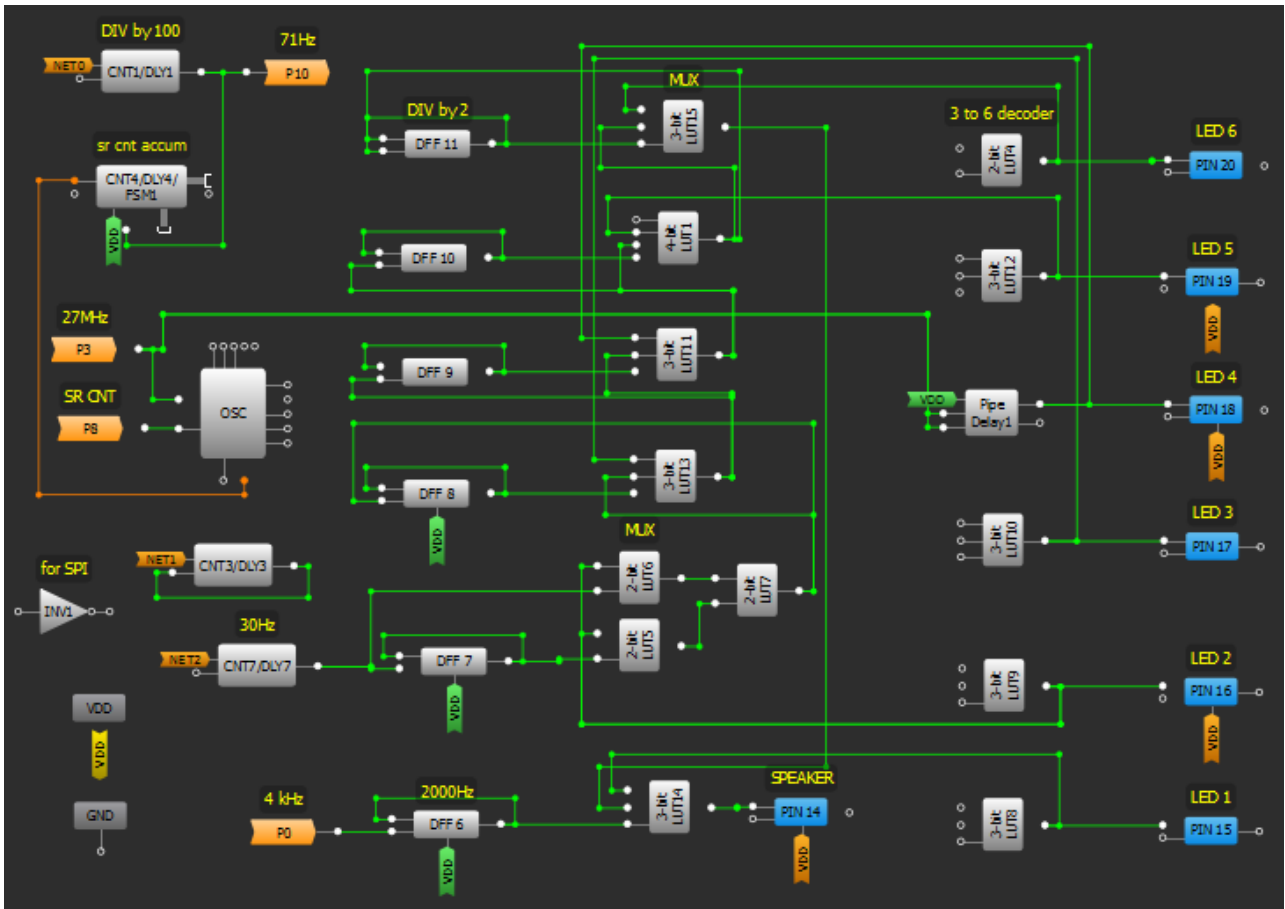 DIV by 100
NET0
CNT1/DLY1
71Hz
P10
sr cnt accum
CNT4/DLY4/
FSM1
VDD
27MHz
P3
SR CNT
P8
OSC
for SPI
INV1
NET1
CNT3/DLY3
30Hz
NET2
CNT7/DLY7
VDD
VDD
GND
4 kHz
P0
DIV by 2
DFF 11
DFF 10
DFF 9
DFF 8
VDD
DFF 7
VDD
2000Hz
DFF 6
VDD
MUX
3-bit
LUT15
4-bit
LUT1
3-bit
LUT11
3-bit
LUT13
MUX
2-bit
LUT6
2-bit
LUT5
2-bit
LUT7
3-bit
LUT14
SPEAKER
PIN 14
VDD
3 to 6 decoder
2-bit
LUT4
3-bit
LUT12
VDD
Pipe
Delay1
3-bit
LUT10
3-bit
LUT9
3-bit
LUT8
LED 6
PIN 20
LED 5
PIN 19
VDD
LED 4
PIN 18
VDD
LED 3
PIN 17
LED 2
PIN 16
VDD
LED 1
PIN 15